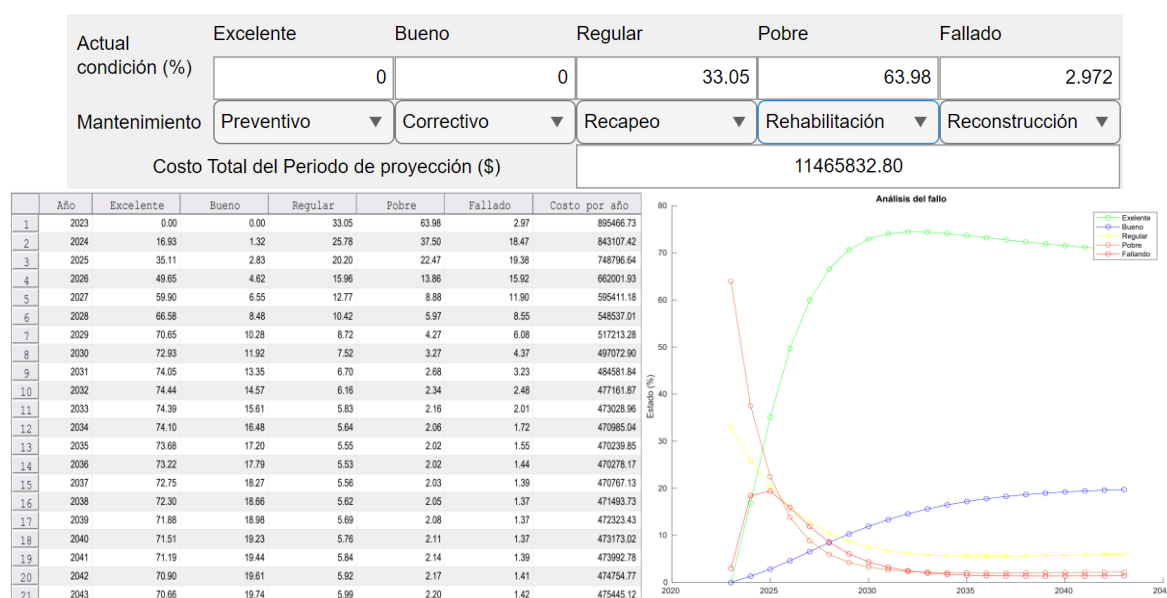 Actual condición (%) Excelente Bueno Regular Pobre Fallado
0 0 33.05 63.98 2.972
Mantenimiento Preventivo Correctivo Recapeo Rehabilitación Reconstrucción
Costo Total del Periodo de proyección ($) 11465832.80
Año Excelente Bueno Regular Pobre Fallado Costo por año
1 2023 0.00 0.00 33.05 63.98 2.97 895466.73
2 2024 16.93 1.32 25.78 37.50 18.47 843107.42
3 2025 35.11 2.83 20.20 22.47 19.38 748796.64
4 2026 49.65 4.62 15.96 13.86 15.92 662001.93
5 2027 59.90 6.55 12.77 8.88 11.90 595411.18
6 2028 66.58 8.48 10.42 5.97 8.55 548537.01
7 2029 70.65 10.28 8.72 4.27 6.08 517213.28
8 2030 72.93 11.92 7.52 3.27 4.37 497072.90
9 2031 74.05 13.35 6.70 2.68 3.23 484581.84
10 2032 74.44 14.57 6.16 2.34 2.48 477161.87
11 2033 74.39 15.61 5.83 2.16 2.01 473028.96
12 2034 74.10 16.48 5.64 2.06 1.72 470985.04
13 2035 73.68 17.20 5.55 2.02 1.55 470239.85
14 2036 73.22 17.79 5.53 2.02 1.44 470278.17
15 2037 72.75 18.27 5.56 2.03 1.39 470767.13
16 2038 72.30 18.66 5.62 2.05 1.37 471493.73
17 2039 71.88 18.98 5.69 2.08 1.37 472323.43
18 2040 71.51 19.23 5.76 2.11 1.37 473173.02
19 2041 71.19 19.44 5.84 2.14 1.39 473992.78
20 2042 70.90 19.61 5.92 2.17 1.41 474754.77
21 2043 70.66 19.74 5.99 2.20 1.42 475445.12
Análisis del fallo
Exelente
Bueno
Regular
Pobre
Fallando
Estado (%)
80
70
60
50
40
30
20
10
0
2020 2025 2030 2035 2040 204